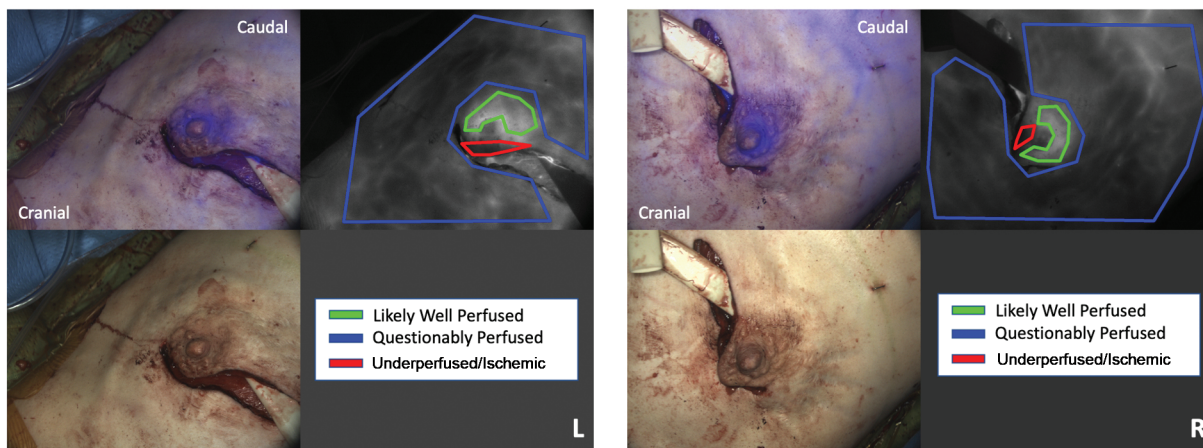 Caudal
Cranial
Likely Well Perfused
Questionably Perfused
Underperfused/Ischemic
L
Caudal
Cranial
Likely Well Perfused
Questionably Perfused
Underperfused/Ischemic
R